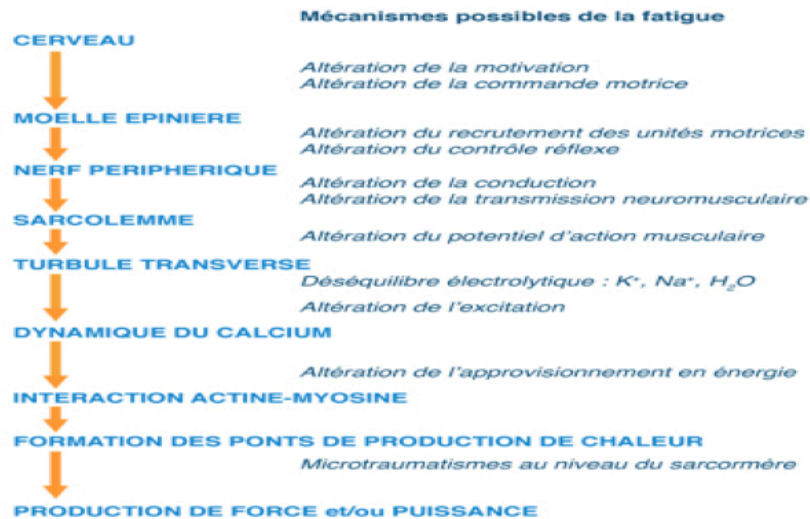 Mécanismes possibles de la fatigue
CERVEAU
Altération de la motivation
Altération de la commande motrice
MOELLE EPINIERE
Altération du recrutement des unités motrices
Altération du contrôle réflexe
NERF PERIPHERIQUE
Altération de la conduction
Altération de la transmission neuromusculaire
SARCOLEMME
Altération du potentiel d'action musculaire
TURBULE TRANSVERSE
Déséquilibre électrolytique : K⁺, Na⁺, H₂O
Altération de l'excitation
DYNAMIQUE DU CALCIUM
Altération de l'approvisionnement en énergie
INTERACTION ACTINE-MYOSINE
FORMATION DES PONTS DE PRODUCTION DE CHALEUR
Microtraumatismes au niveau du sarcormère
PRODUCTION DE FORCE et/ou PUISSANCE